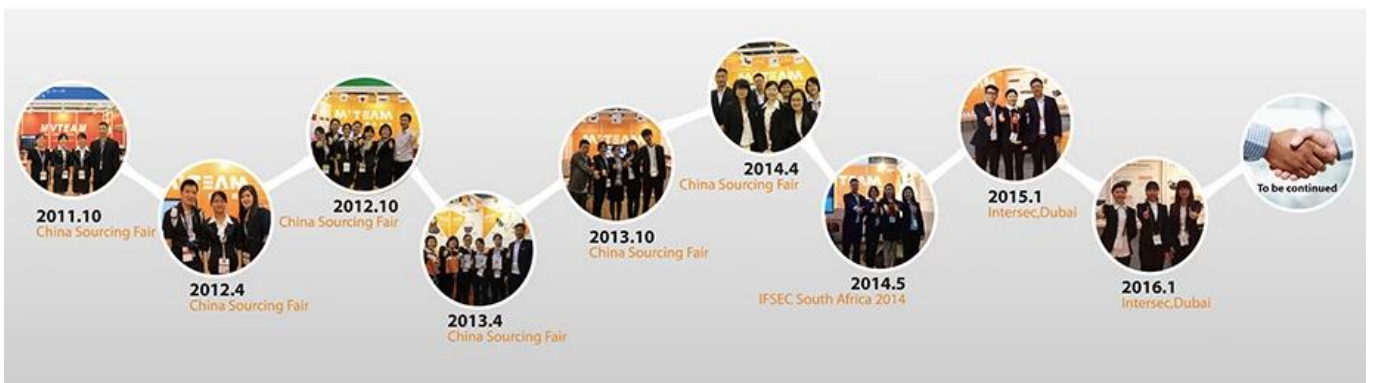 MVTEAM
2011.10
China Sourcing Fair
2012.4
China Sourcing Fair
MVTEAM
2012.10
China Sourcing Fair
2013.4
China Sourcing Fair
2013.10
China Sourcing Fair
2014.4
China Sourcing Fair
2014.5
IFSEC South Africa 2014
2015.1
Intersec,Dubai
2016.1
Intersec,Dubai
To be continued